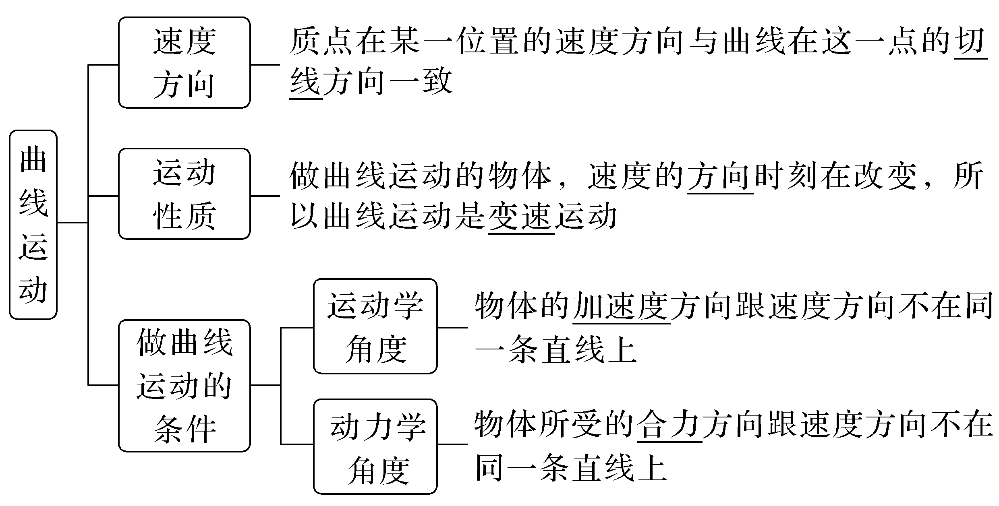 曲线运动
速度
方向
质点在某一位置的速度方向与曲线在这一点的切
线方向一致
运动
性质
做曲线运动的物体，速度的方向时刻在改变，所
以曲线运动是变速运动
做曲线
运动的
条件
运动学
角度
物体的加速度方向跟速度方向不在同
一条直线上
动力学
角度
物体所受的合力方向跟速度方向不在
同一条直线上